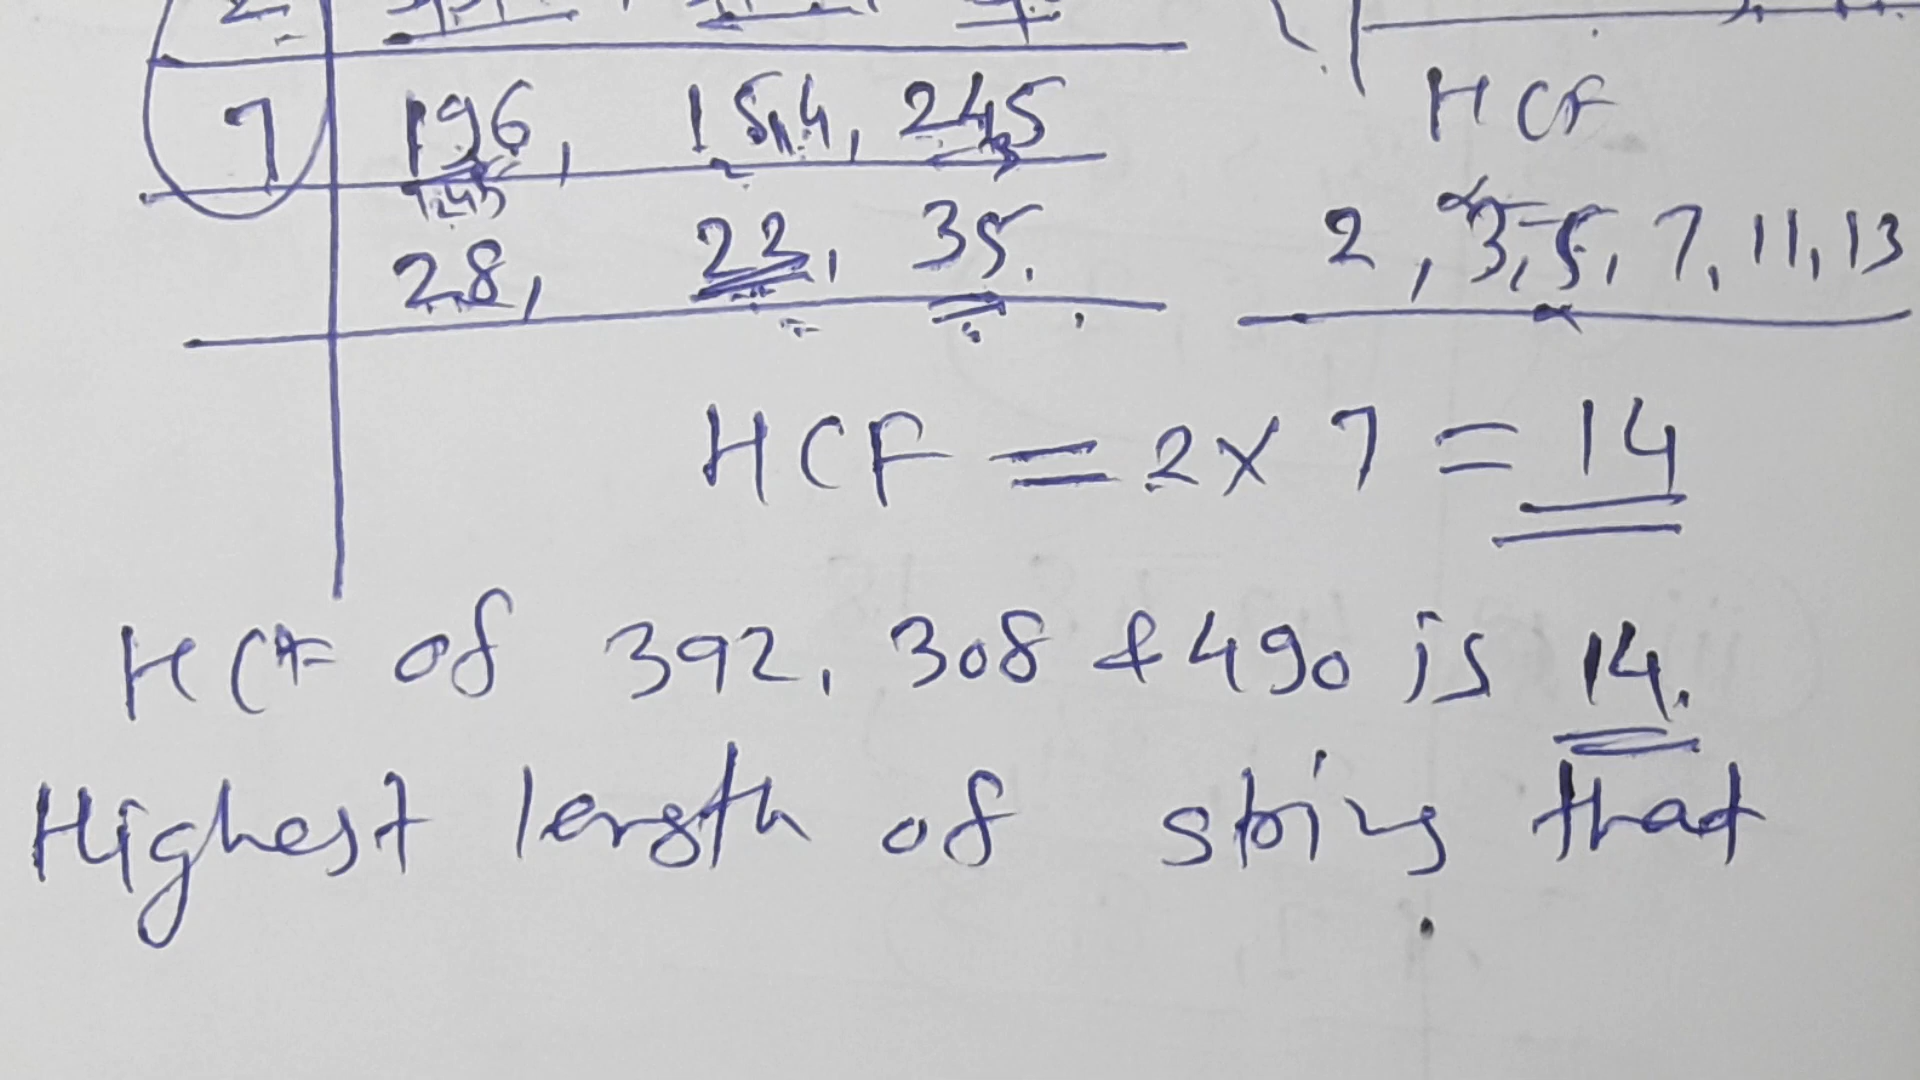 2
HCF
7 196, 154, 245
28, 22, 35.
2, 3, 5, 7, 11, 13
HCF = 2 x 7 = 14
HCF of 392, 308 & 490 is 14.
Highest length of string that